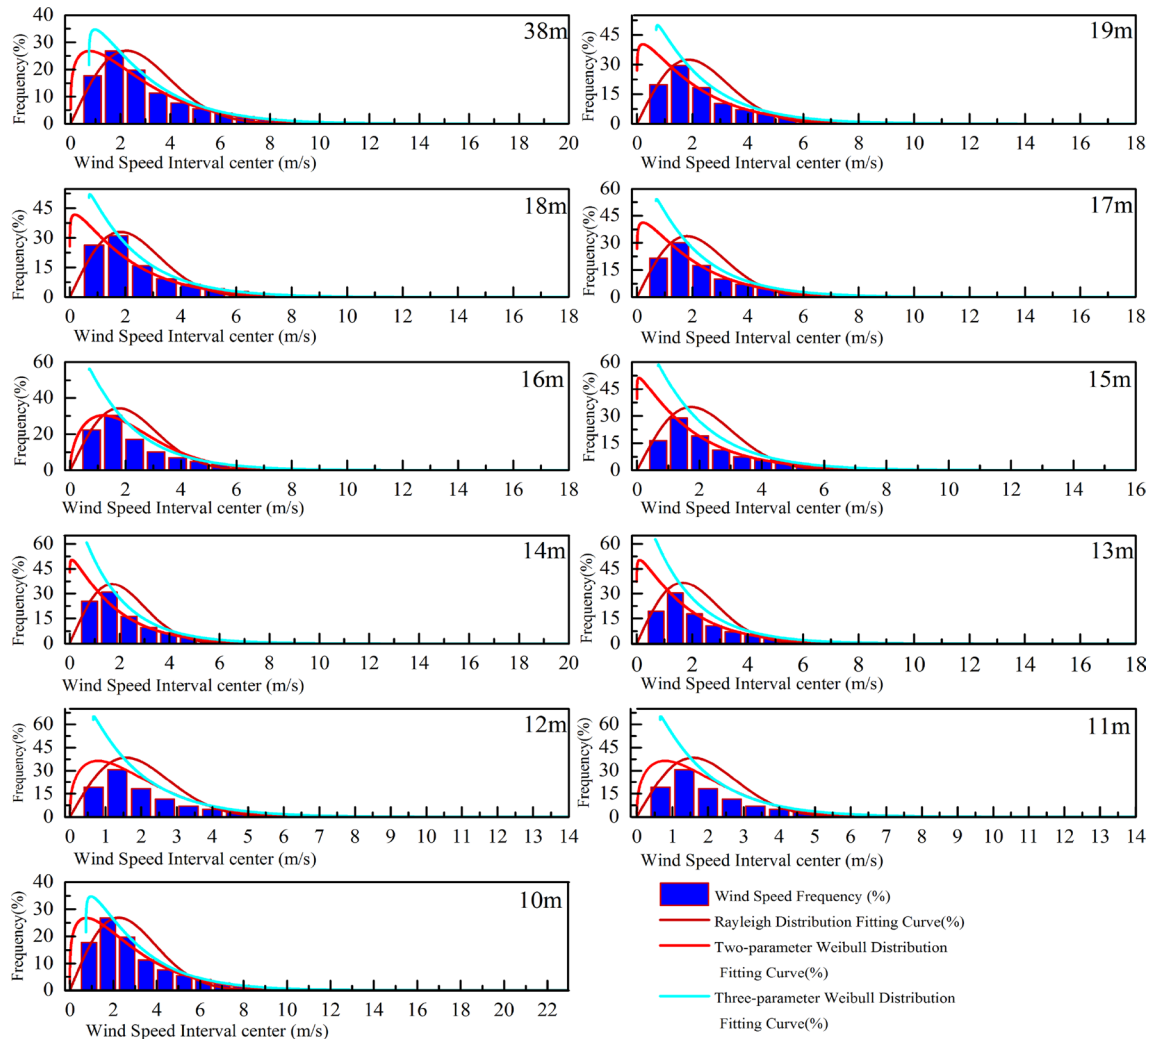 Frequency(%)
40
30
20
10
0
38m
0 2 4 6 8 10 12 14 16 18 20
Wind Speed Interval center (m/s)
Frequency(%)
45
30
15
0
19m
0 2 4 6 8 10 12 14 16 18
Wind Speed Interval center (m/s)
Frequency(%)
45
30
15
0
18m
0 2 4 6 8 10 12 14 16 18
Wind Speed Interval center (m/s)
Frequency(%)
60
45
30
15
0
17m
0 2 4 6 8 10 12 14 16 18
Wind Speed Interval center (m/s)
Frequency(%)
60
40
20
0
16m
0 2 4 6 8 10 12 14 16 18
Wind Speed Interval center (m/s)
Frequency(%)
60
45
30
15
0
15m
0 2 4 6 8 10 12 14 16
Wind Speed Interval center (m/s)
Frequency(%)
60
45
30
15
0
14m
0 2 4 6 8 10 12 14 16 18 20
Wind Speed Interval center (m/s)
Frequency(%)
60
45
30
15
0
13m
0 2 4 6 8 10 12 14 16 18
Wind Speed Interval center (m/s)
Frequency(%)
60
45
30
15
0
12m
0 1 2 3 4 5 6 7 8 9 10 11 12 13 14
Wind Speed Interval center (m/s)
Frequency(%)
60
45
30
15
0
11m
0 1 2 3 4 5 6 7 8 9 10 11 12 13 14
Wind Speed Interval center (m/s)
Frequency(%)
40
30
20
10
0
10m
0 2 4 6 8 10 12 14 16 18 20 22
Wind Speed Interval center (m/s)
Wind Speed Frequency (%)
Rayleigh Distribution Fitting Curve(%)
Two-parameter Weibull Distribution
Fitting Curve(%)
Three-parameter Weibull Distribution
Fitting Curve(%)